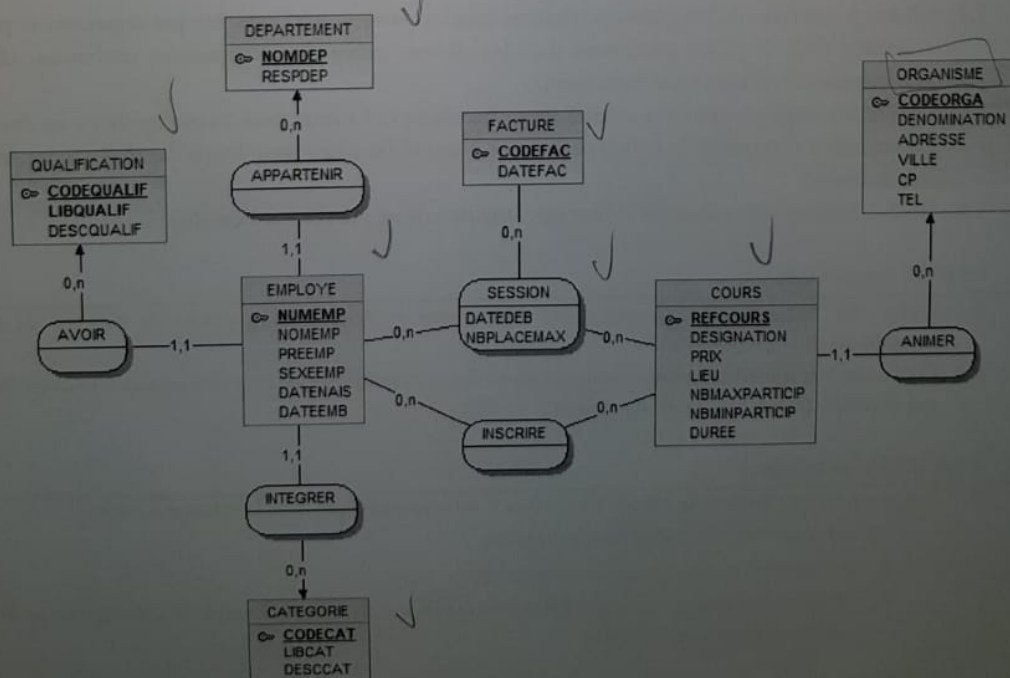 DEPARTEMENT
NOMDEP
RESPDEP
0,n
APPARTENIR
1,1
QUALIFICATION
CODEQUALIF
LIBQUALIF
DESCQUALIF
0,n
AVOIR
1,1
FACTURE
CODEFAC
DATEFAC
0,n
ORGANISME
CODEORGA
DENOMINATION
ADRESSE
VILLE
CP
TEL
0,n
EMPLOYE
NUMEMP
NOMEMP
PREEMP
SEXEEMP
DATENAIS
DATEEMB
0,n
SESSION
DATEDEB
NBPLACEMAX
0,n
COURS
REFCOURS
DESIGNATION
PRIX
LIEU
NBMAXPARTICIP
NBMINPARTICIP
DUREE
1,1
ANIMER
0,n
INSCRIRE
0,n
1,1
INTEGRER
0,n
CATEGORIE
CODECAT
LIBCAT
DESCCAT